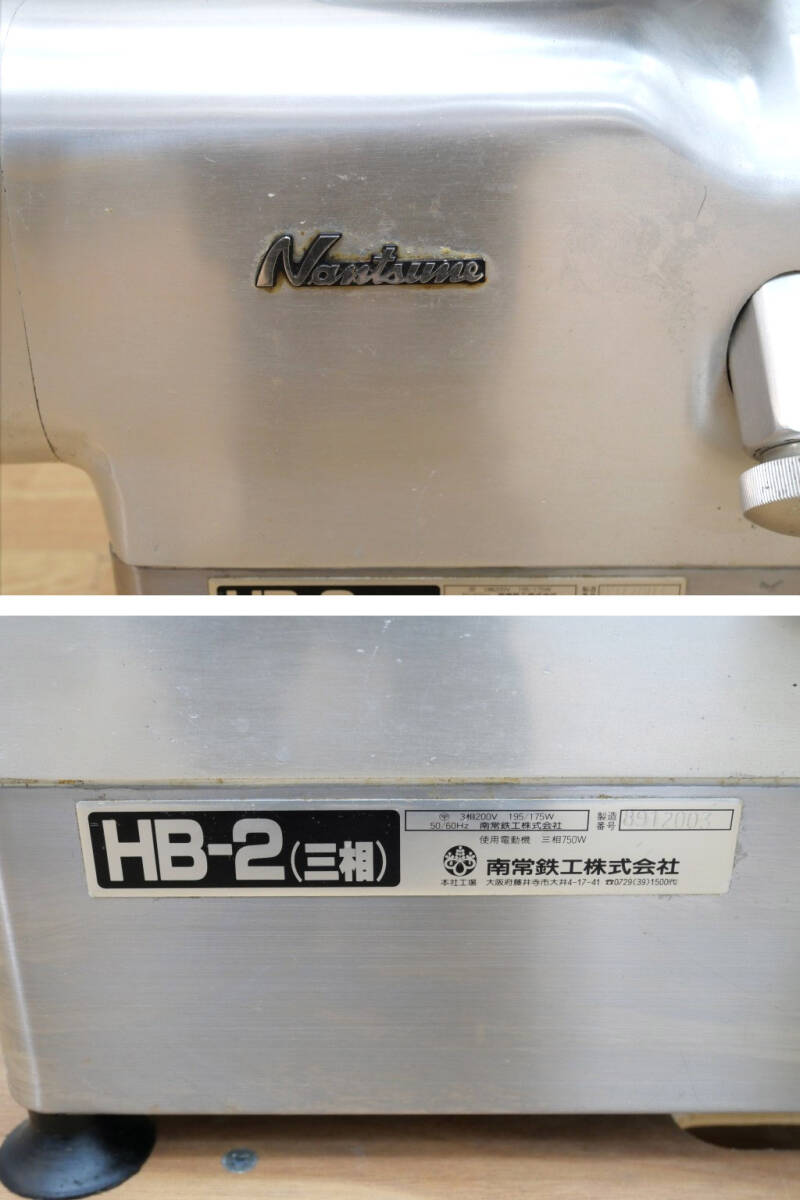 Nantsune
HB-2(三相)
3相200V 195/175W
50/60Hz 南常鉄工株式会社
使用電動機 三相750W
製造
番号
8912003
南常鉄工株式会社
本社工場 大阪府藤井寺市大井4-17-41 ☎0729(39)1500代